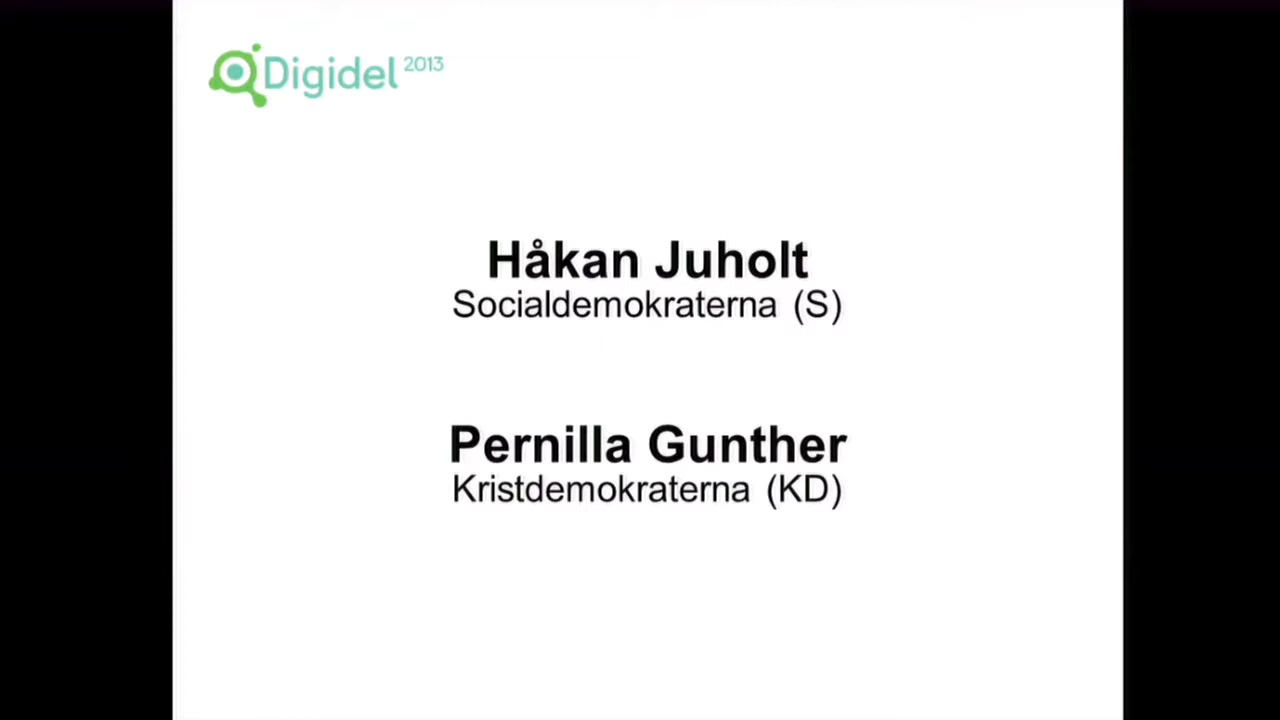 Digidel 2013
Håkan Juholt
Socialdemokraterna (S)
Pernilla Gunther
Kristdemokraterna (KD)